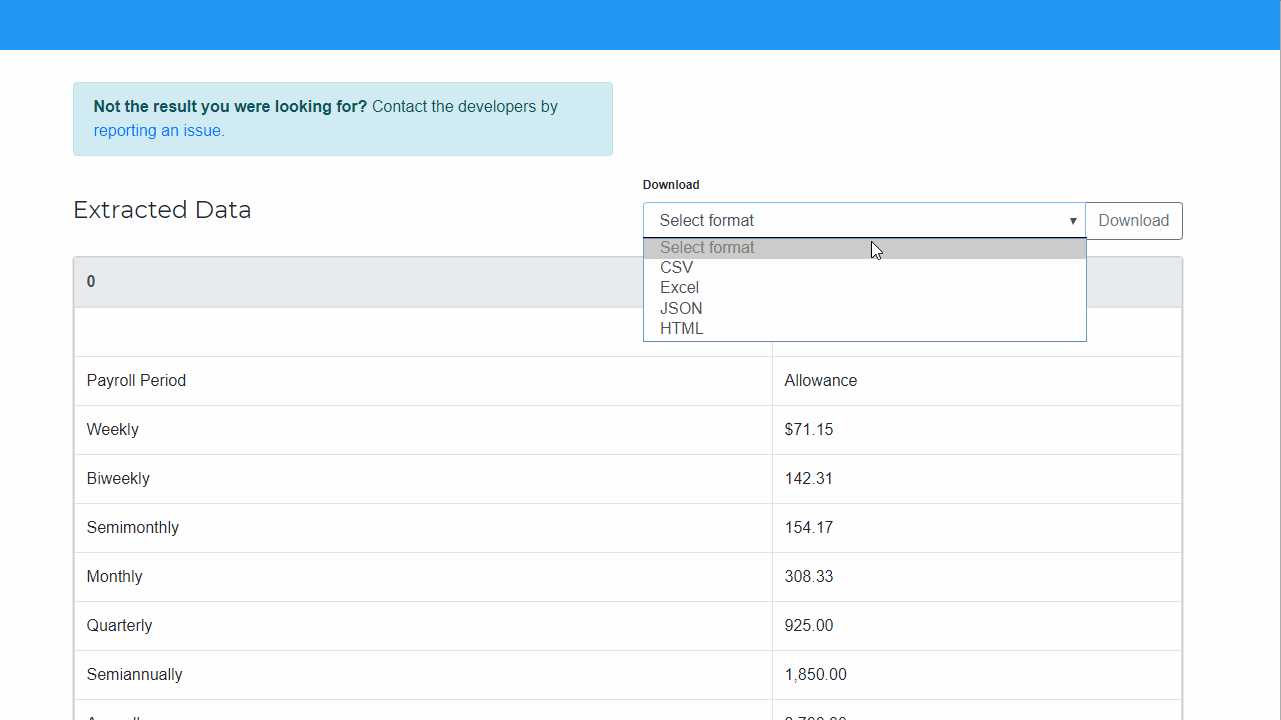 Not the result you were looking for? Contact the developers by
reporting an issue.
Download
Extracted Data
Select format ▾ Download
Select format
CSV
Excel
JSON
HTML
0
Payroll Period Allowance
Weekly $71.15
Biweekly 142.31
Semimonthly 154.17
Monthly 308.33
Quarterly 925.00
Semiannually 1,850.00